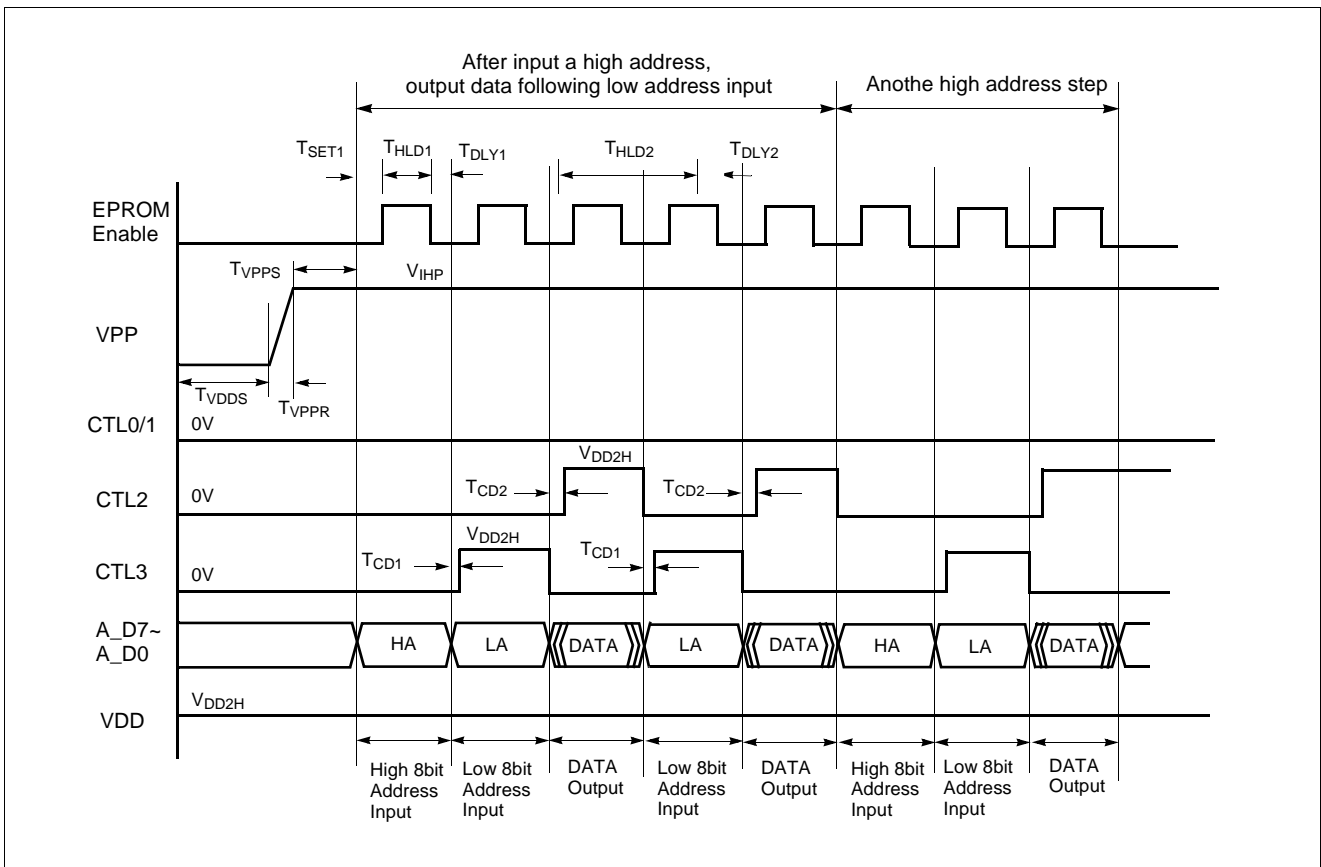 After input a high address,
output data following low address input
Anothe high address step
TSET1
THLD1
TDLY1
THLD2
TDLY2
EPROM
Enable
TVPPS
VIHP
VPP
TVDDS
TVPPR
CTL0/1
0V
VDD2H
CTL2
0V
TCD2
TCD2
VDD2H
CTL3
0V
TCD1
TCD1
A_D7~
A_D0
HA
LA
DATA
LA
DATA
HA
LA
DATA
VDD
VDD2H
High 8bit
Address
Input
Low 8bit
Address
Input
DATA
Output
Low 8bit
Address
Input
DATA
Output
High 8bit
Address
Input
Low 8bit
Address
Input
DATA
Output